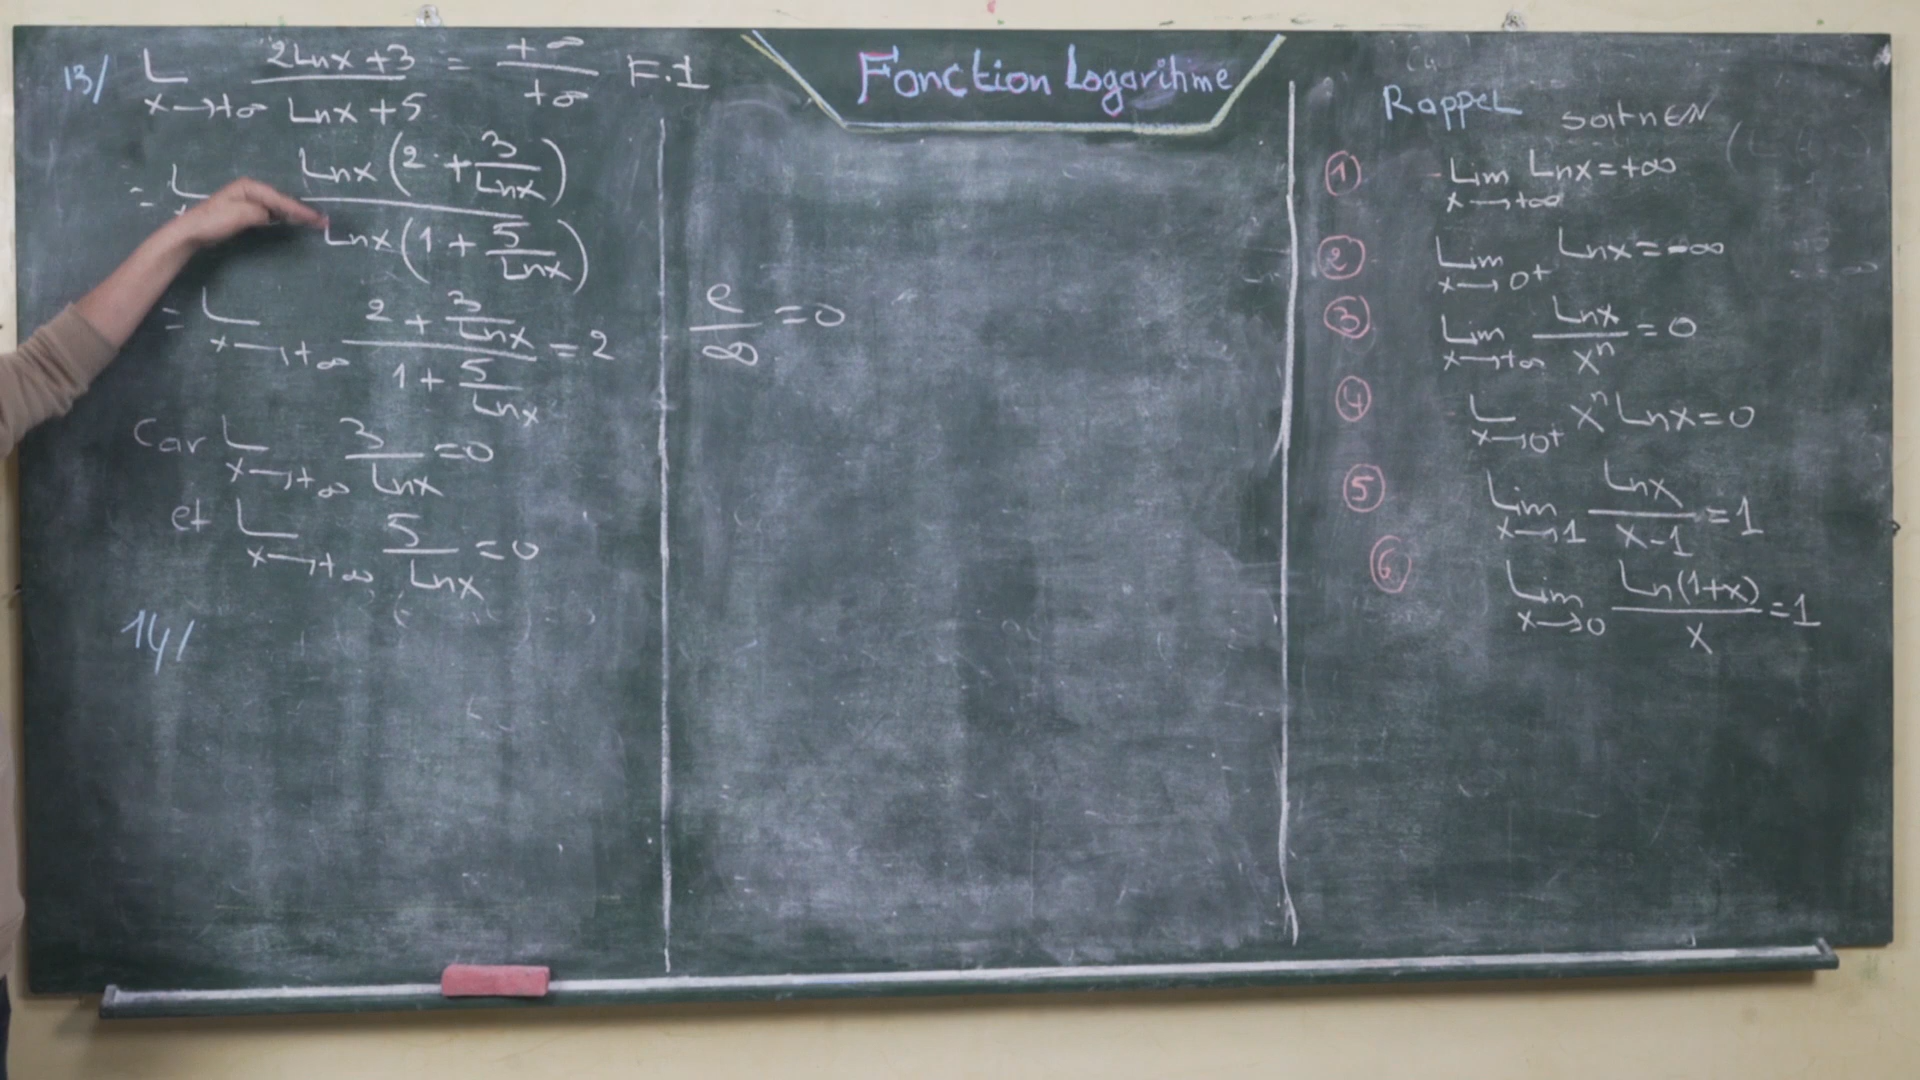 Fonction Logarithme
13/ L x→+∞ 2Lnx+3 / Lnx+5 = +∞ / +∞ F.I
= L Lnx(2 + 3/Lnx) / Lnx(1 + 5/Lnx)
= L x→+∞ (2 + 3/Lnx) / (1 + 5/Lnx) = 2
Car L x→+∞ 3/Lnx = 0
et L x→+∞ 5/Lnx = 0
14/
e/∞ = 0
Rappel soit n∈N
① - Lim x→+∞ Lnx = +∞
② Lim x→0+ Lnx = -∞
③ Lim x→+∞ Lnx / xⁿ = 0
④ L x→0+ xⁿ Lnx = 0
⑤ Lim x→1 Lnx / x-1 = 1
⑥ Lim x→0 Ln(1+x) / x = 1